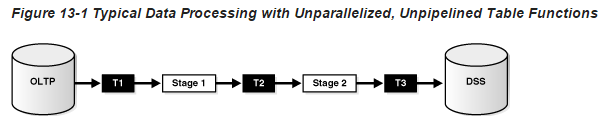 Figure 13-1 Typical Data Processing with Unparallelized, Unpipelined Table Functions
OLTP T1 Stage 1 T2 Stage 2 T3 DSS